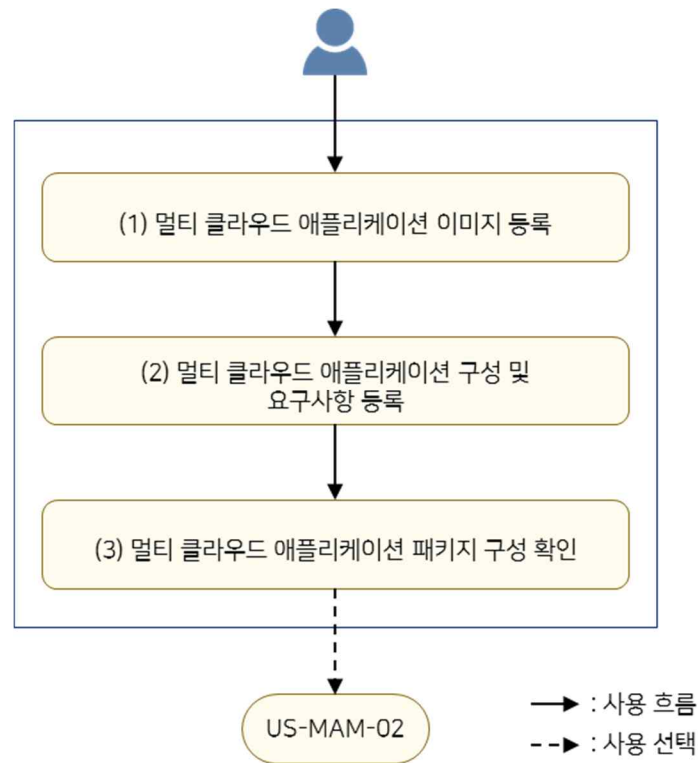 (1) 멀티 클라우드 애플리케이션 이미지 등록
(2) 멀티 클라우드 애플리케이션 구성 및
요구사항 등록
(3) 멀티 클라우드 애플리케이션 패키지 구성 확인
US-MAM-02
: 사용 흐름
: 사용 선택